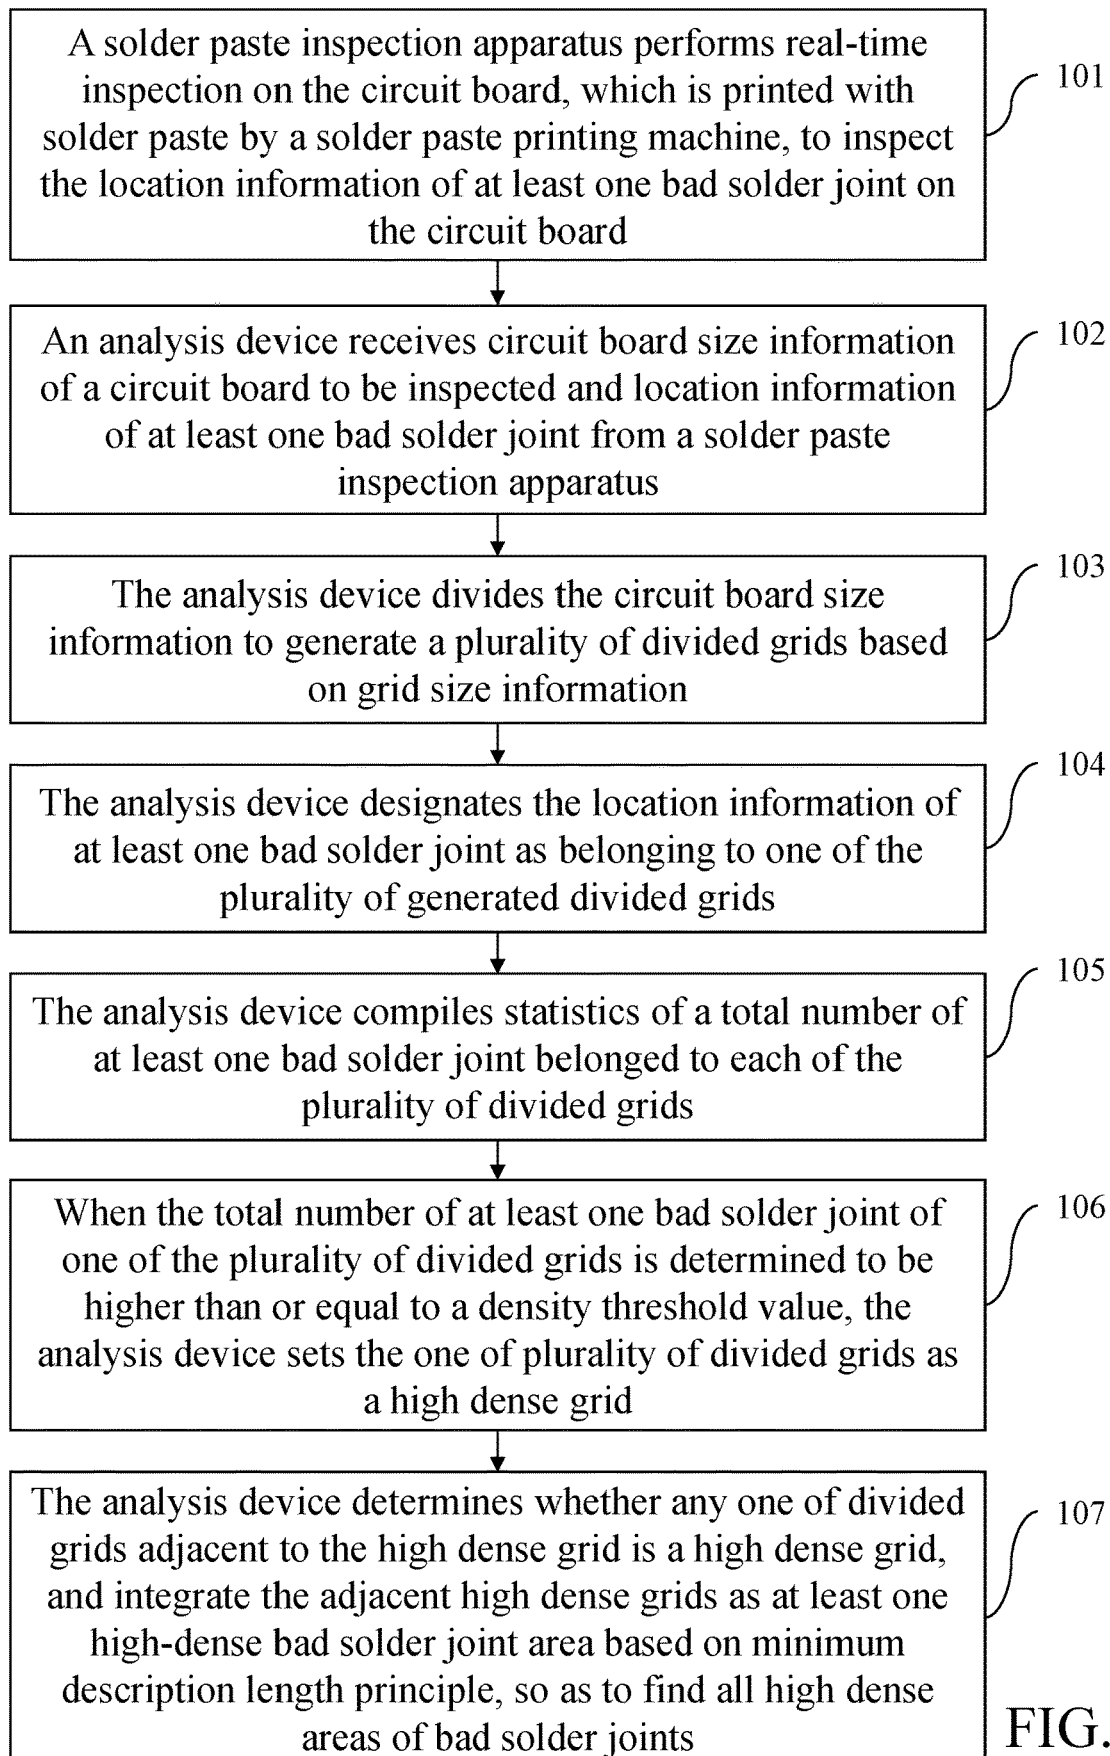 A solder paste inspection apparatus performs real-time
inspection on the circuit board, which is printed with
solder paste by a solder paste printing machine, to inspect
the location information of at least one bad solder joint on
the circuit board
101
An analysis device receives circuit board size information
of a circuit board to be inspected and location information
of at least one bad solder joint from a solder paste
inspection apparatus
102
The analysis device divides the circuit board size
information to generate a plurality of divided grids based
on grid size information
103
The analysis device designates the location information of
at least one bad solder joint as belonging to one of the
plurality of generated divided grids
104
The analysis device compiles statistics of a total number of
at least one bad solder joint belonged to each of the
plurality of divided grids
105
When the total number of at least one bad solder joint of
one of the plurality of divided grids is determined to be
higher than or equal to a density threshold value, the
analysis device sets the one of plurality of divided grids as
a high dense grid
106
The analysis device determines whether any one of divided
grids adjacent to the high dense grid is a high dense grid,
and integrate the adjacent high dense grids as at least one
high-dense bad solder joint area based on minimum
description length principle, so as to find all high dense
areas of bad solder joints
107
FIG.